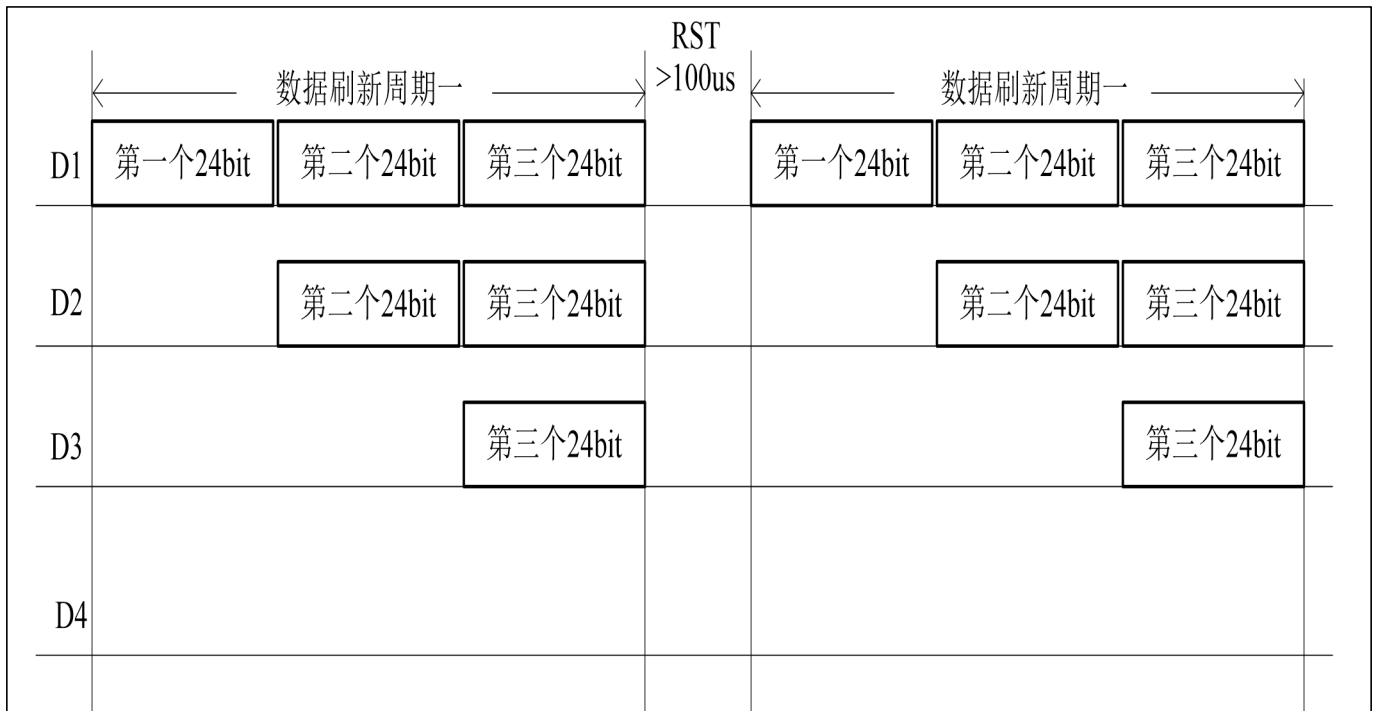 RST
>100us
数据刷新周期一 数据刷新周期一
D1 第一个24bit 第二个24bit 第三个24bit 第一个24bit 第二个24bit 第三个24bit
D2 第二个24bit 第三个24bit 第二个24bit 第三个24bit
D3 第三个24bit 第三个24bit
D4